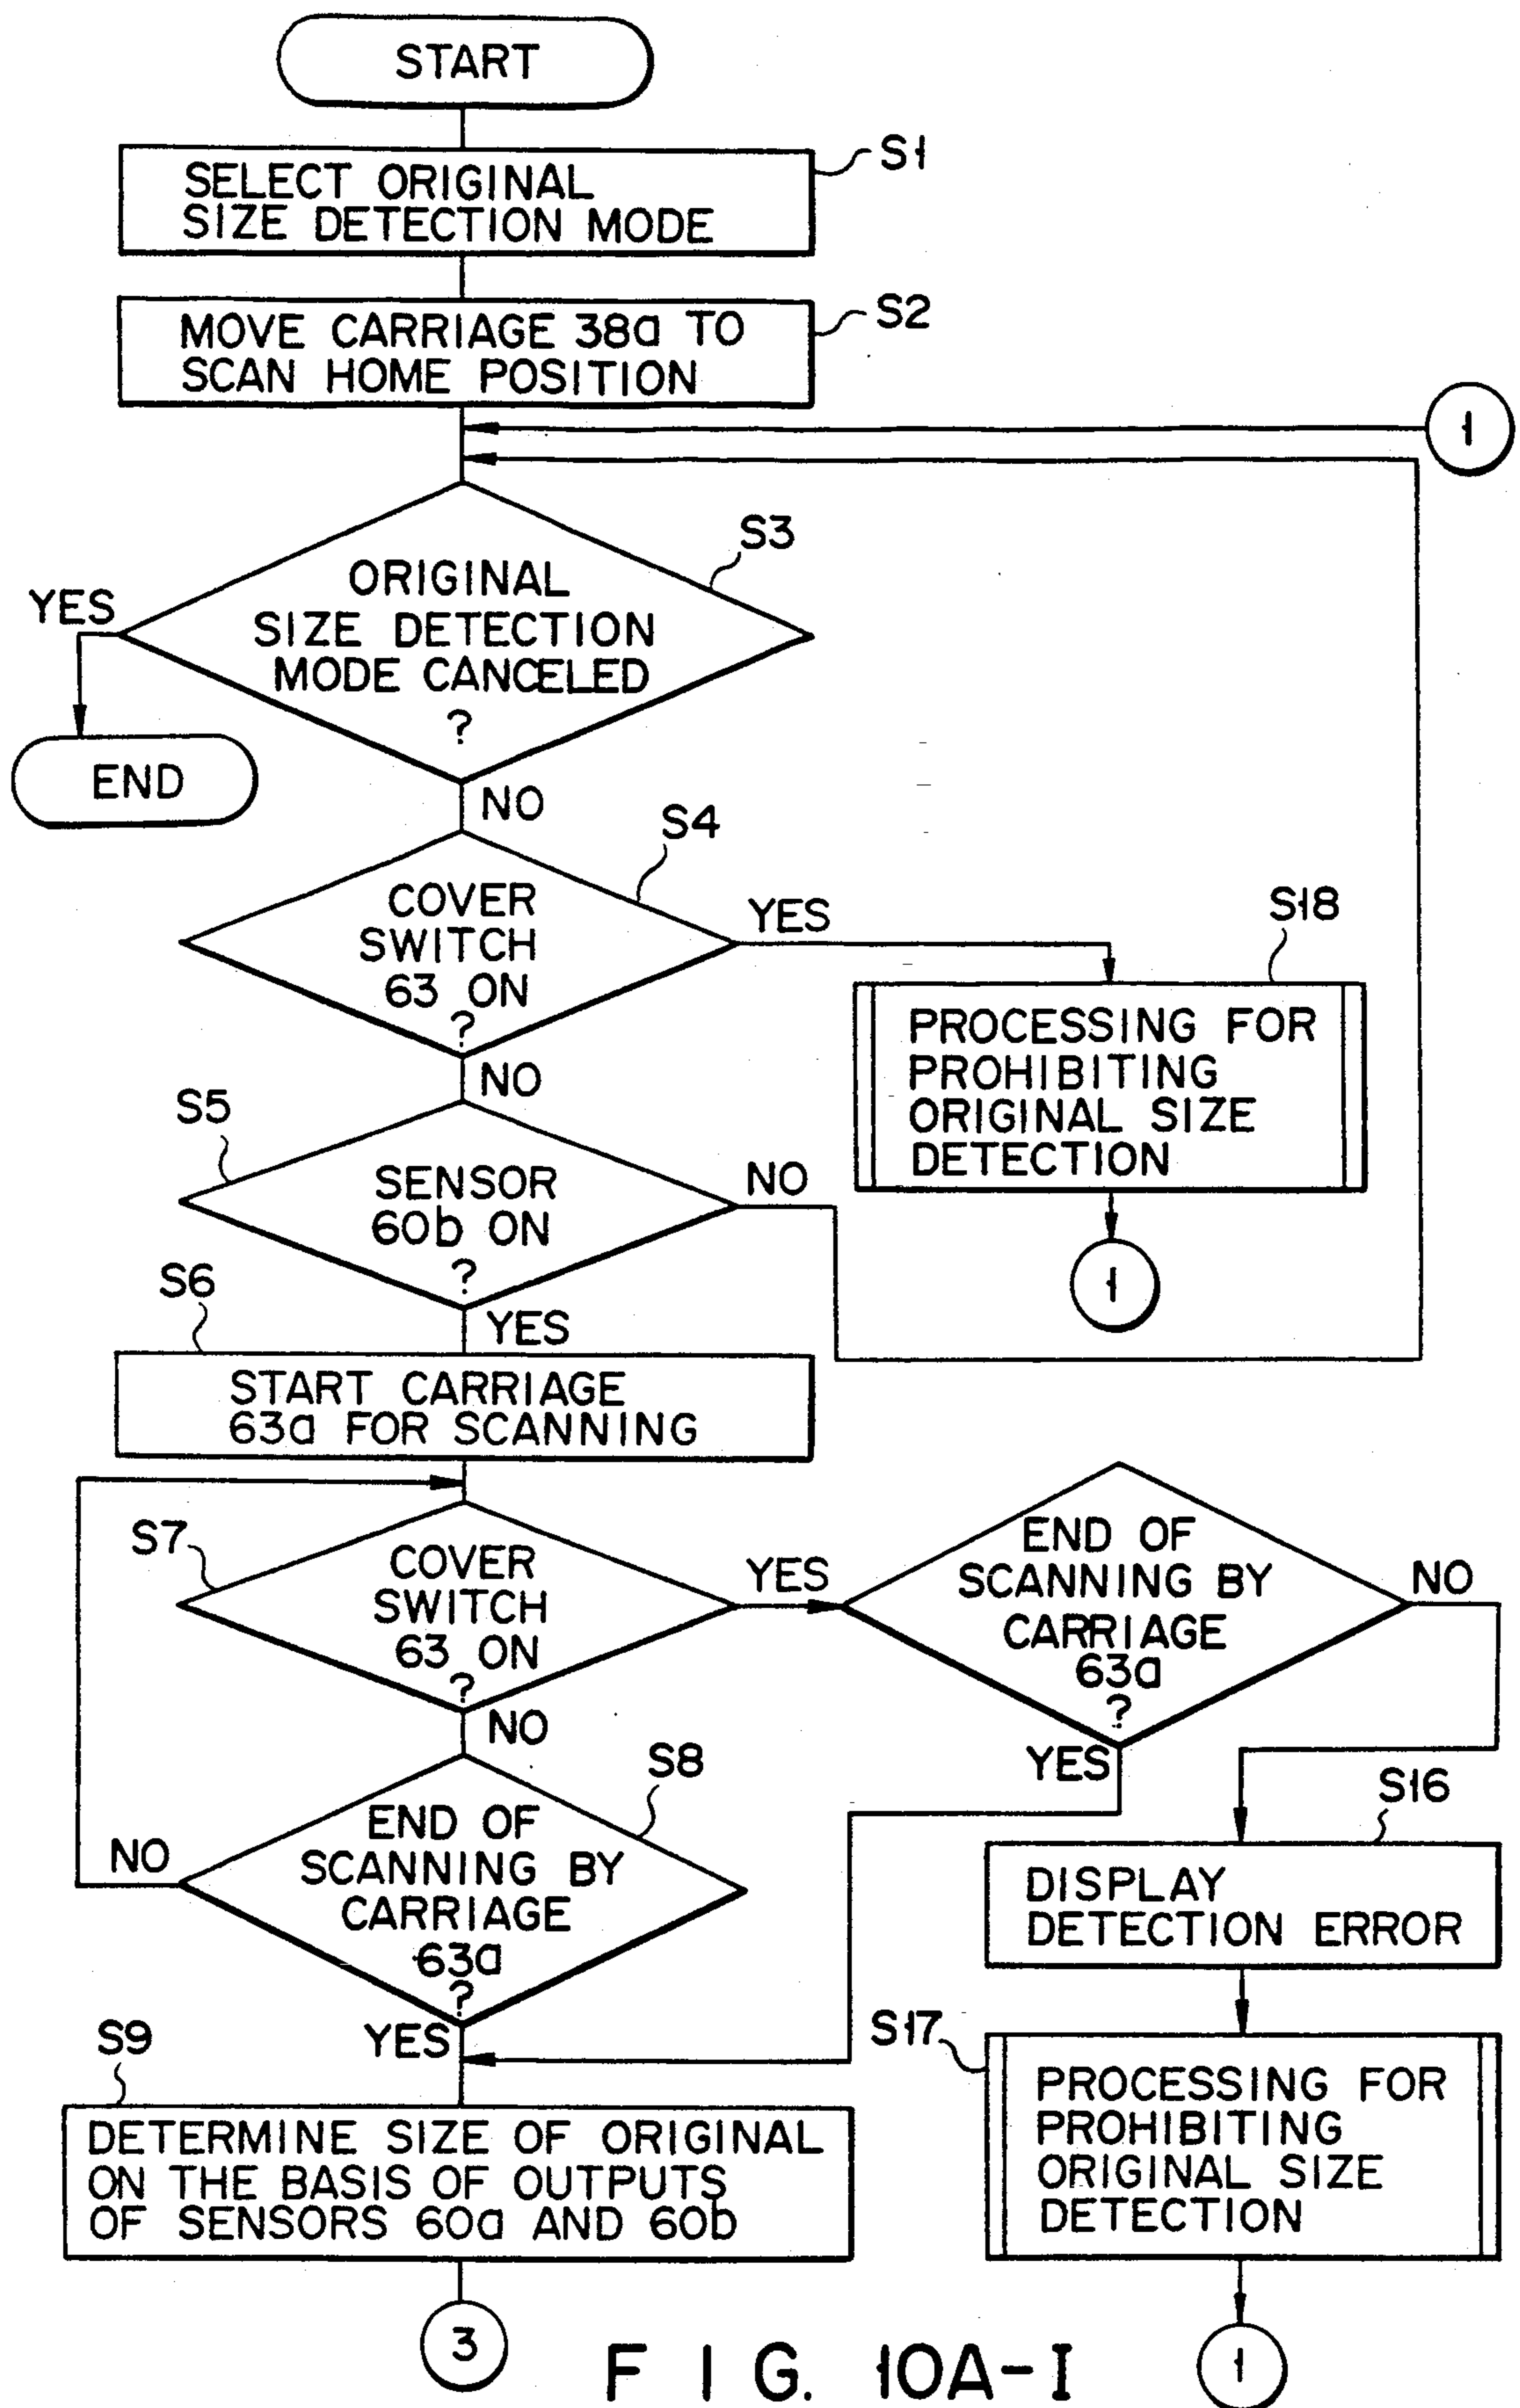 START
S1
SELECT ORIGINAL
SIZE DETECTION MODE
S2
MOVE CARRIAGE 38a TO
SCAN HOME POSITION
1
S3
ORIGINAL
SIZE DETECTION
MODE CANCELED
?
YES
END
NO
S4
COVER
SWITCH
63 ON
?
YES
S18
PROCESSING FOR
PROHIBITING
ORIGINAL SIZE
DETECTION
1
NO
S5
SENSOR
60b ON
?
NO
YES
S6
START CARRIAGE
63a FOR SCANNING
S7
COVER
SWITCH
63 ON
?
YES
END OF
SCANNING BY
CARRIAGE
63a
?
NO
YES
NO
S8
END OF
SCANNING BY
CARRIAGE
63a
?
NO
YES
S16
DISPLAY
DETECTION ERROR
S17
PROCESSING FOR
PROHIBITING
ORIGINAL SIZE
DETECTION
1
S9
DETERMINE SIZE OF ORIGINAL
ON THE BASIS OF OUTPUTS
OF SENSORS 60a AND 60b
3
FIG. 10A-I